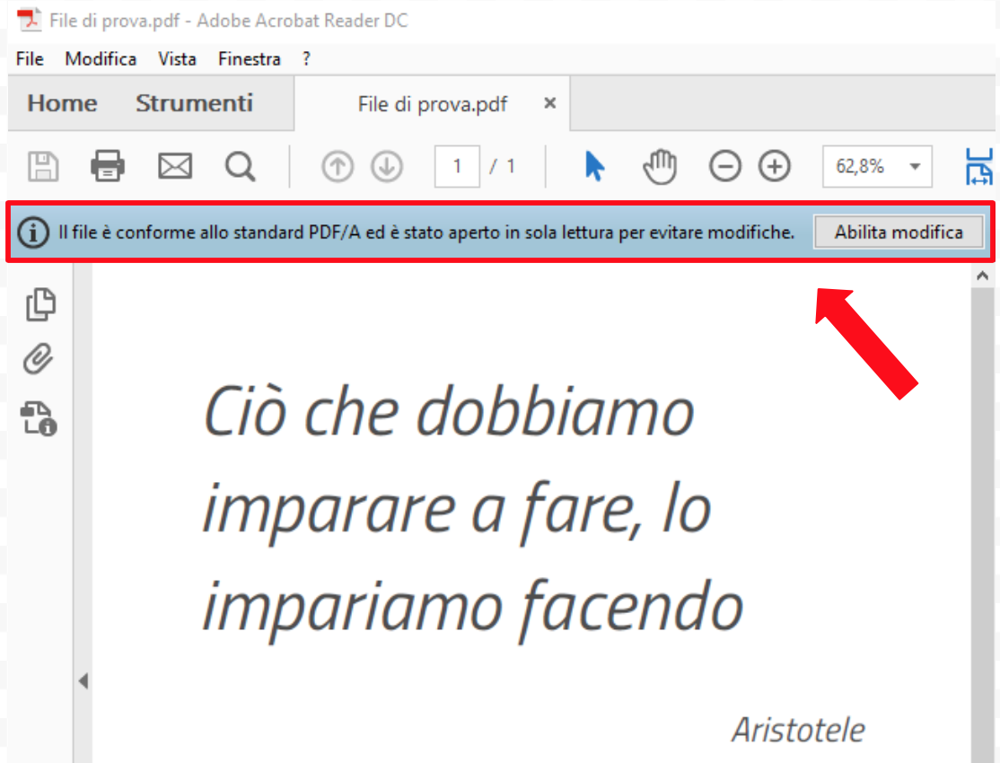 File di prova.pdf - Adobe Acrobat Reader DC
File Modifica Vista Finestra ?
Home Strumenti File di prova.pdf ×
1 / 1 62,8%
Il file è conforme allo standard PDF/A ed è stato aperto in sola lettura per evitare modifiche. Abilita modifica
Ciò che dobbiamo
imparare a fare, lo
impariamo facendo
Aristotele